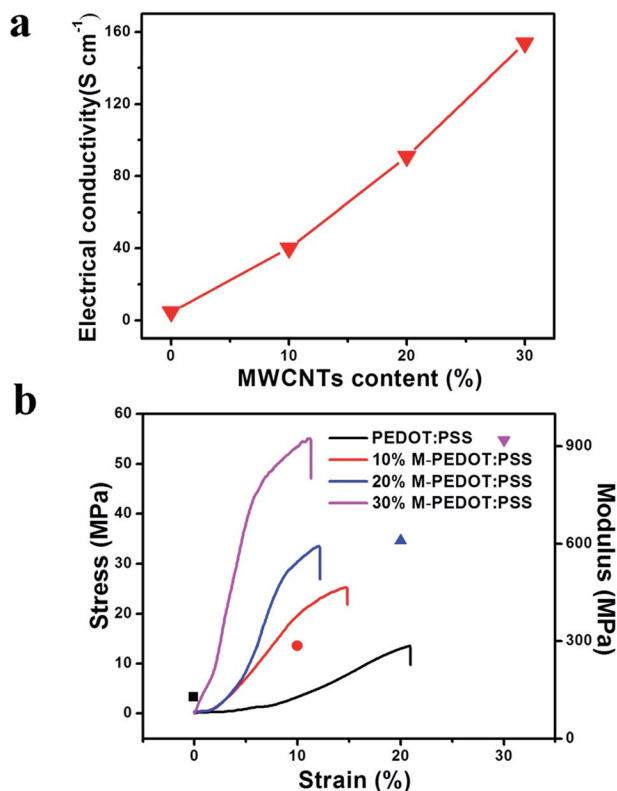 a
Electrical conductivity(S cm⁻¹)
160
120
80
40
0
0 10 20 30
MWCNTs content (%)
b
Stress (MPa)
60
50
40
30
20
10
0
PEDOT:PSS
10% M-PEDOT:PSS
20% M-PEDOT:PSS
30% M-PEDOT:PSS
900
600
300
0
Modulus (MPa)
0 10 20 30
Strain (%)